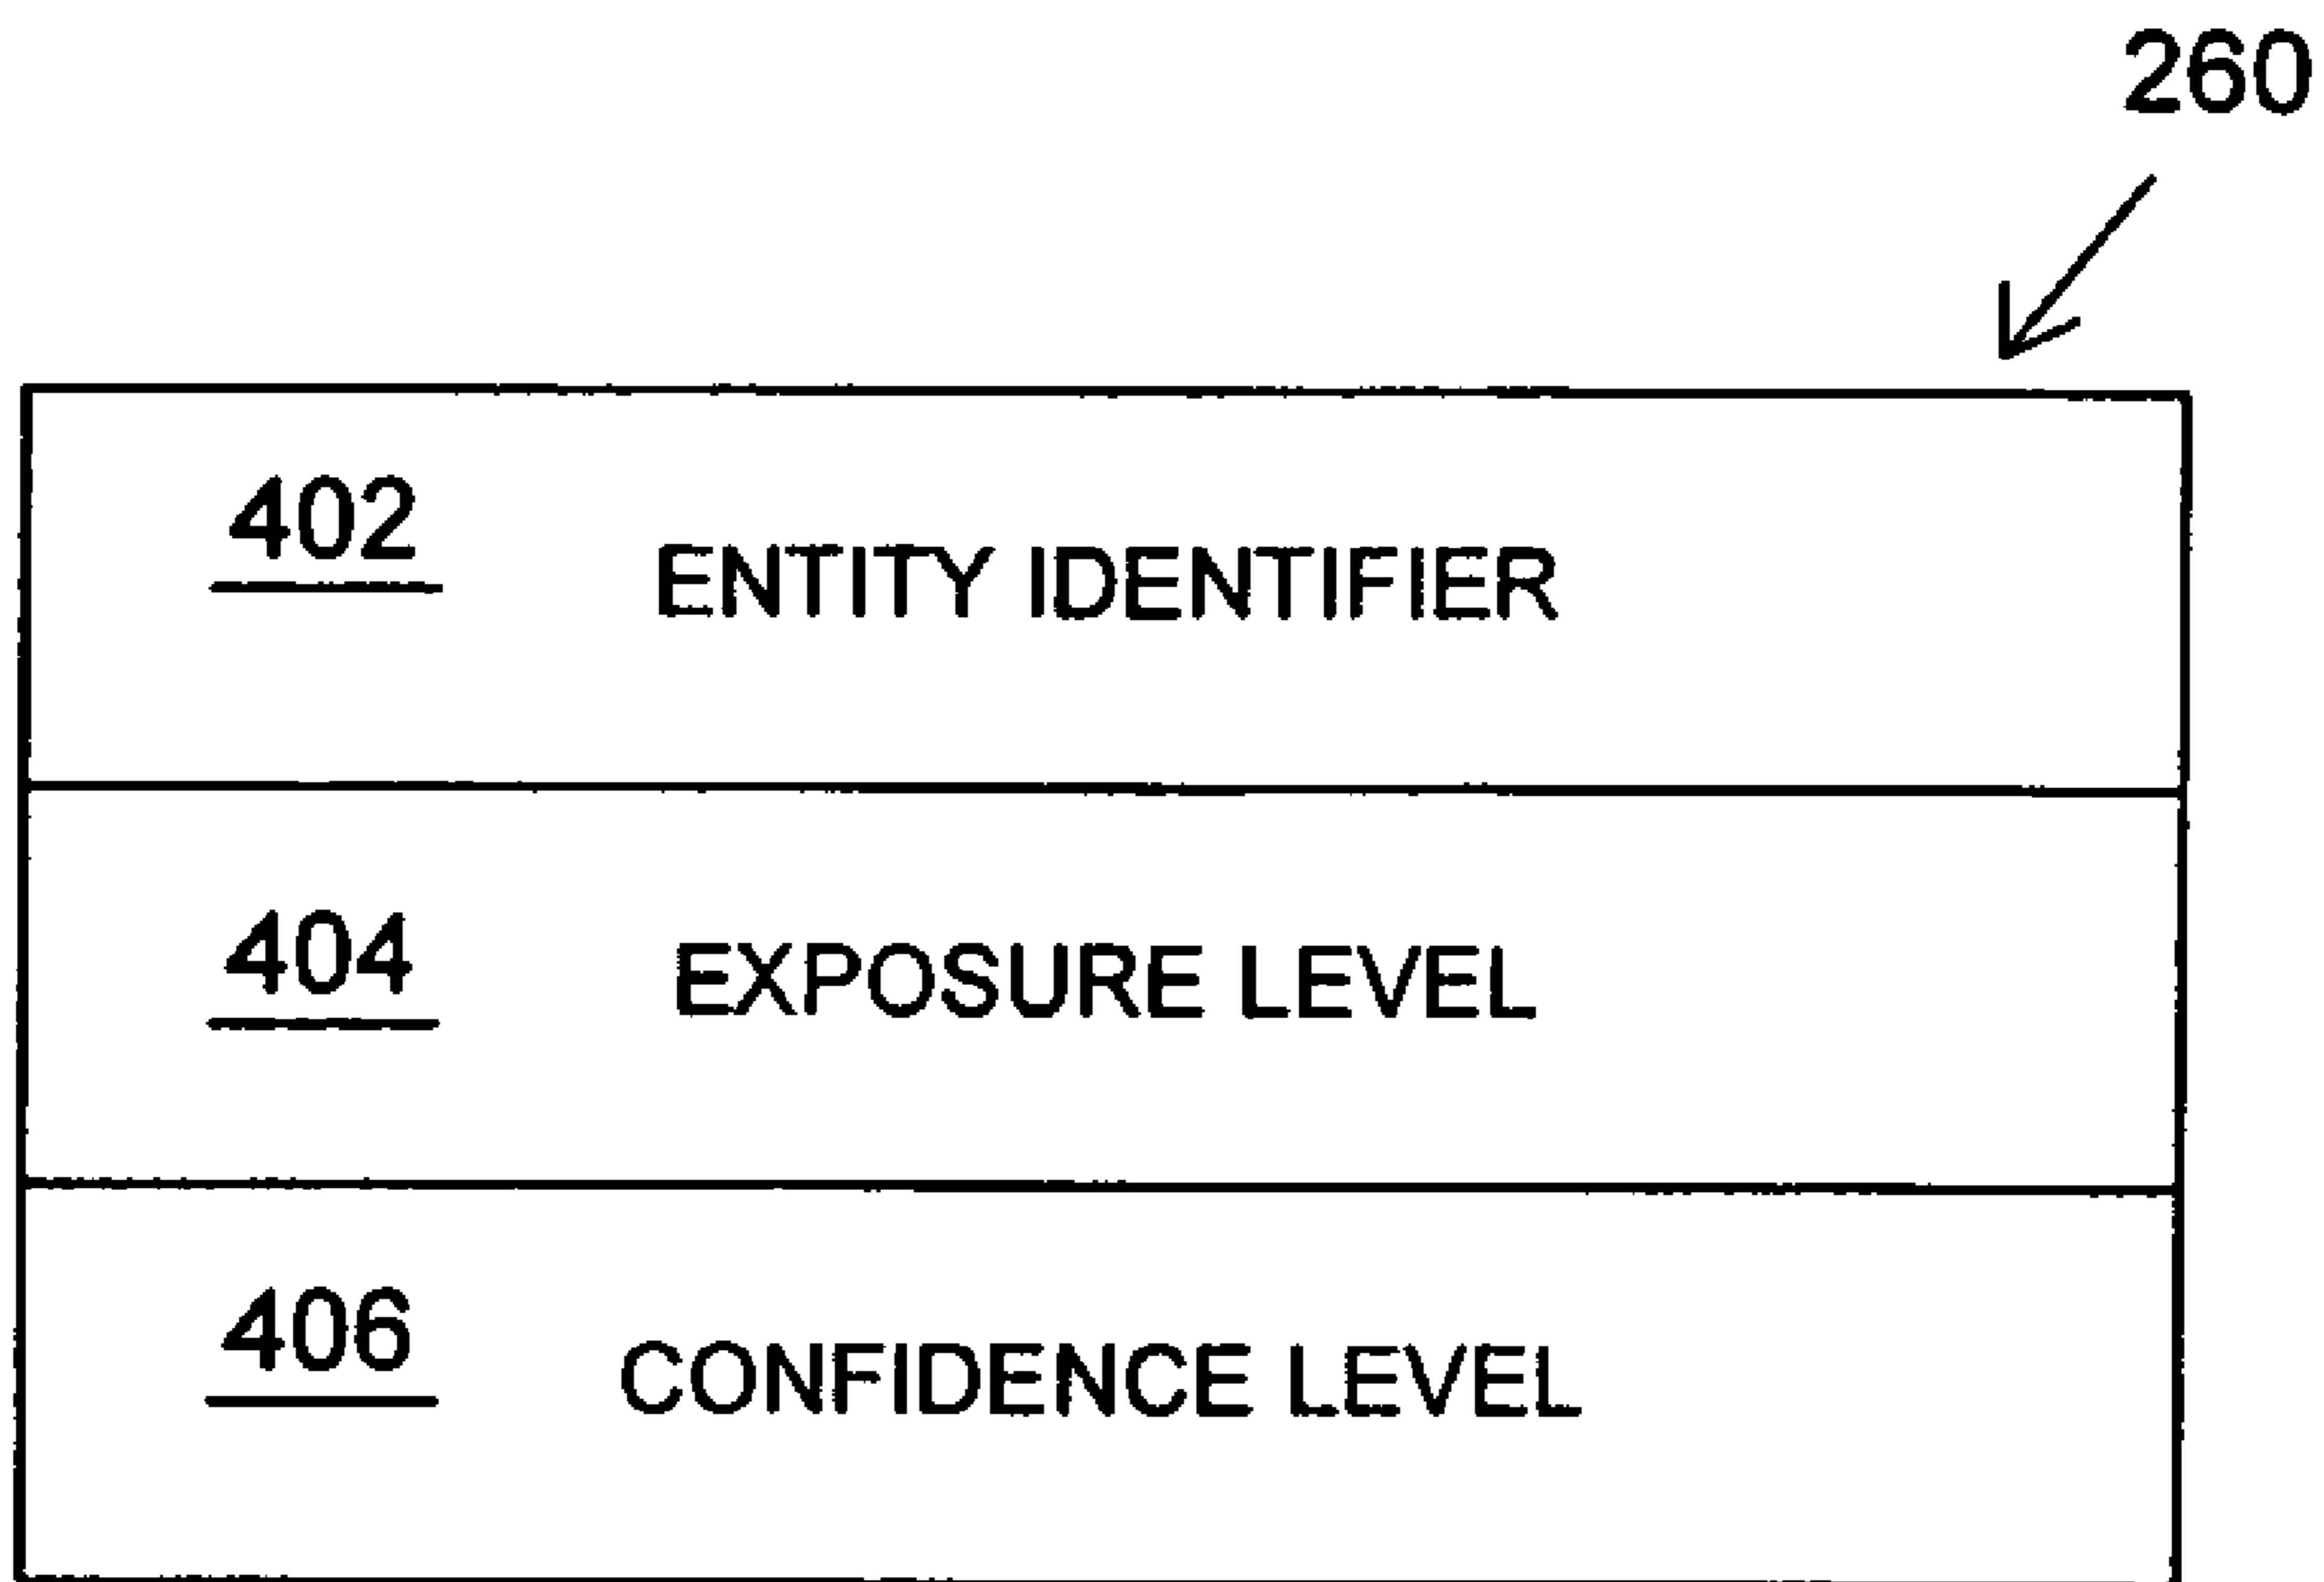 260
402
ENTITY IDENTIFIER
404
EXPOSURE LEVEL
406
CONFIDENCE LEVEL